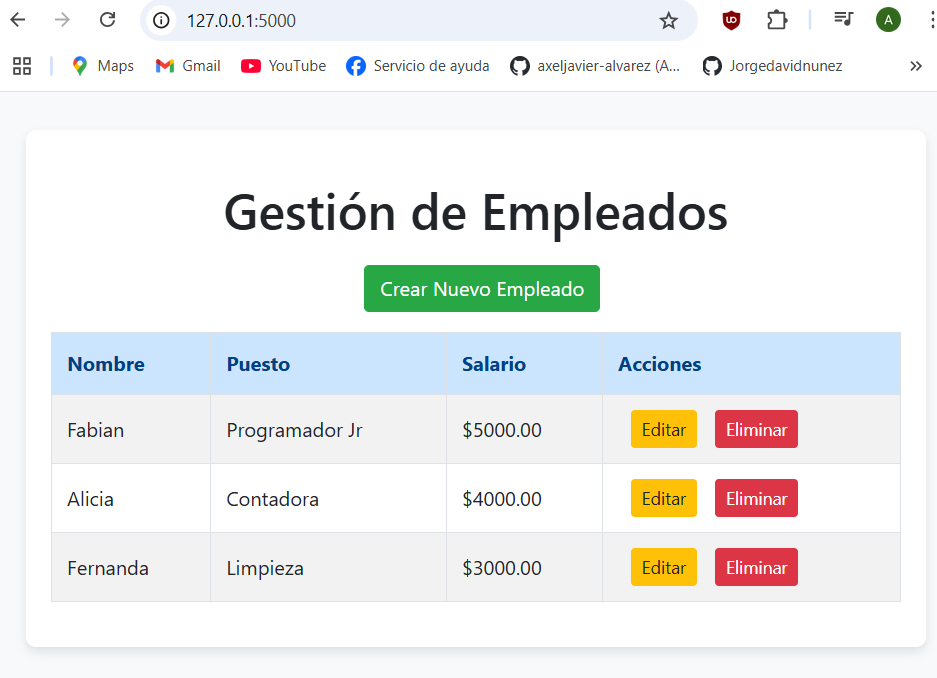 127.0.0.1:5000
A
Maps Gmail YouTube Servicio de ayuda axeljavier-alvarez (A... Jorgedavidnunez
Gestión de Empleados
Crear Nuevo Empleado
Nombre Puesto Salario Acciones
Fabian Programador Jr $5000.00 Editar Eliminar
Alicia Contadora $4000.00 Editar Eliminar
Fernanda Limpieza $3000.00 Editar Eliminar